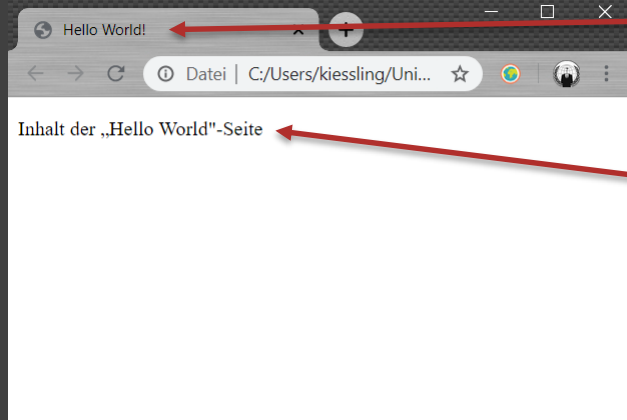 Hello World!
Datei | C:/Users/kiessling/Uni...
Inhalt der ,,Hello World"-Seite